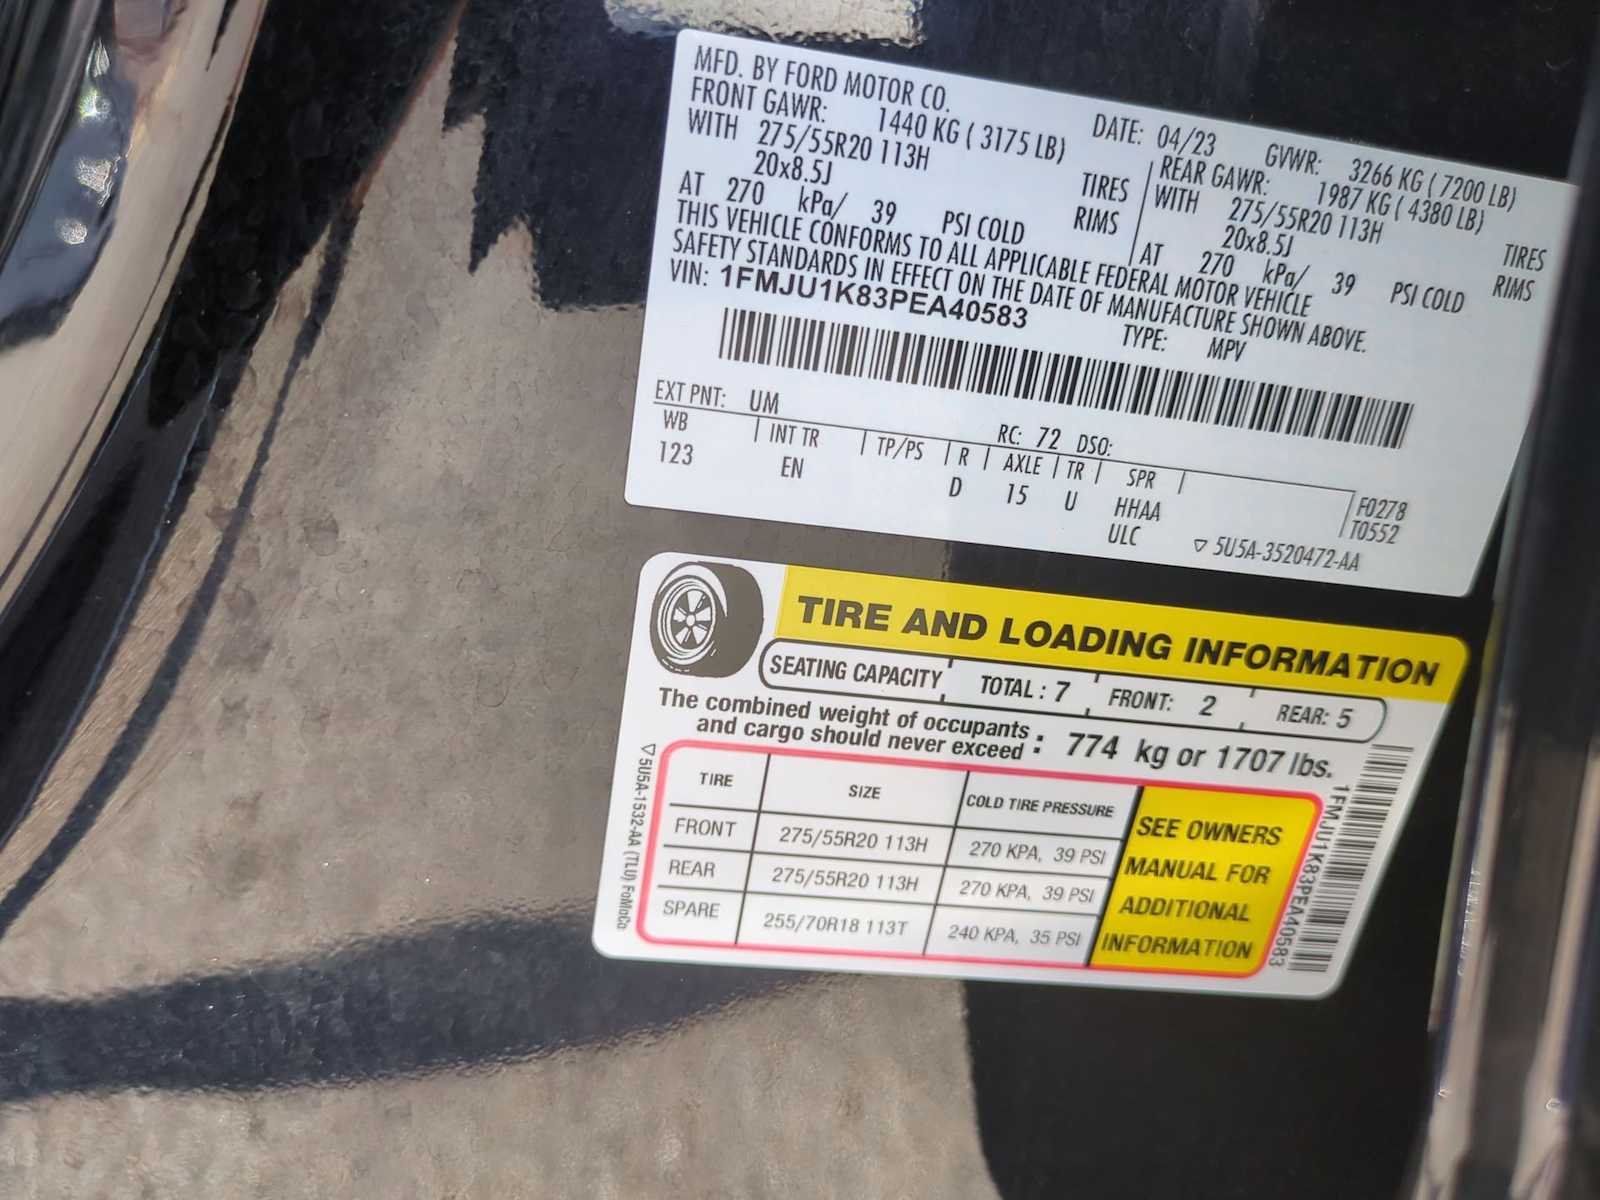 MFD. BY FORD MOTOR CO.
DATE: 04/23 GVWR: 3266 KG ( 7200 LB)
FRONT GAWR: 1440 KG ( 3175 LB)
WITH 275/55R20 113H TIRES
20x8.5J RIMS
AT 270 kPa/ 39 PSI COLD
REAR GAWR: 1987 KG ( 4380 LB)
WITH 275/55R20 113H TIRES
20x8.5J RIMS
AT 270 kPa/ 39 PSI COLD
THIS VEHICLE CONFORMS TO ALL APPLICABLE FEDERAL MOTOR VEHICLE
SAFETY STANDARDS IN EFFECT ON THE DATE OF MANUFACTURE SHOWN ABOVE.
VIN: 1FMJU1K83PEA40583
TYPE: MPV
EXT PNT: UM RC: 72 DSO:
WB INT TR TP/PS R AXLE TR SPR
123 EN D 15 U HHAA
ULC
F0278
T0552
▽ 5U5A-3520472-AA
TIRE AND LOADING INFORMATION
SEATING CAPACITY TOTAL : 7 FRONT: 2 REAR: 5
The combined weight of occupants
and cargo should never exceed : 774 kg or 1707 lbs.
TIRE SIZE COLD TIRE PRESSURE
FRONT 275/55R20 113H 270 KPA, 39 PSI
REAR 275/55R20 113H 270 KPA, 39 PSI
SPARE 255/70R18 113T 240 KPA, 35 PSI
SEE OWNERS
MANUAL FOR
ADDITIONAL
INFORMATION
▽5U5A-1532-AA (TLU) FoMoCo
1FMJU1K83PEA40583